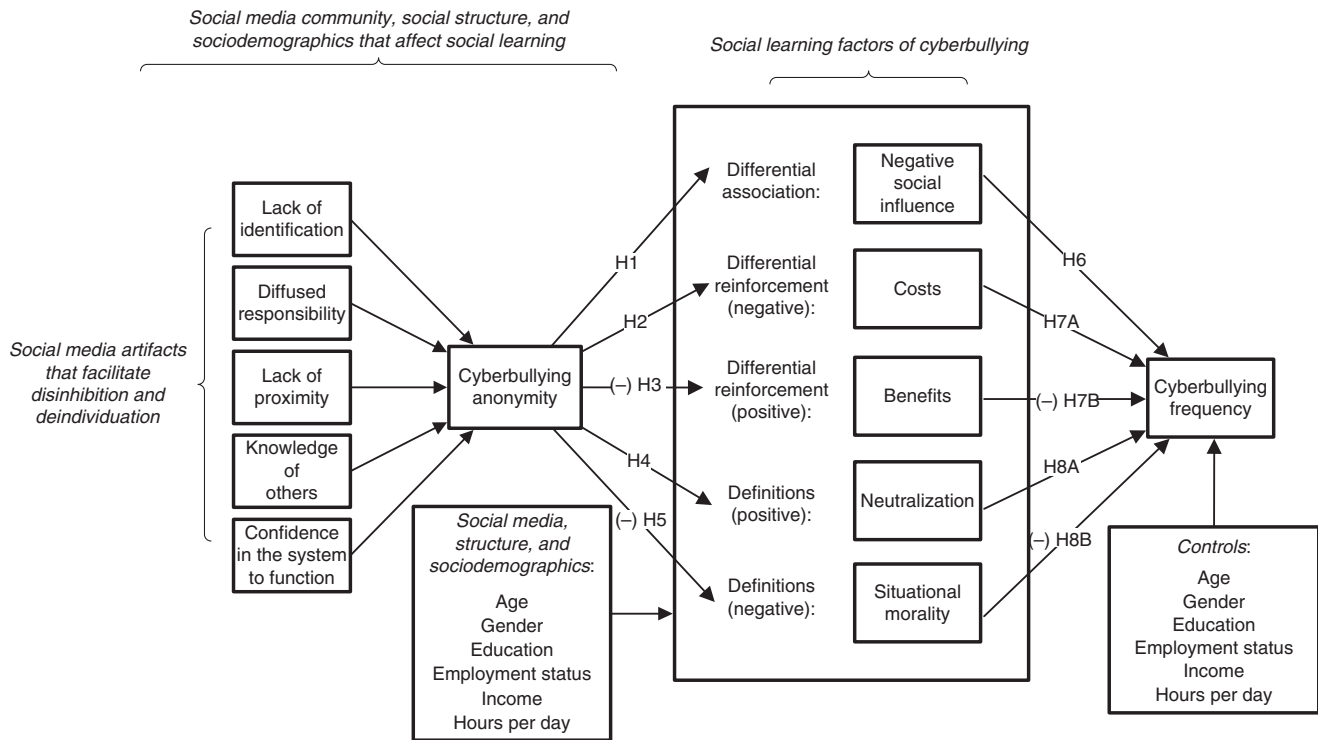 Social media community, social structure, and
sociodemographics that affect social learning
Social learning factors of cyberbullying
Social media artifacts
that facilitate
disinhibition and
deindividuation
Lack of
identification
Diffused
responsibility
Lack of
proximity
Knowledge
of
others
Confidence
in the system
to function
Cyberbullying
anonymity
H1
H2
(–) H3
H4
(–) H5
Social media,
structure, and
sociodemographics:
Age
Gender
Education
Employment status
Income
Hours per day
Differential
association:
Negative
social
influence
Differential
reinforcement
(negative):
Costs
Differential
reinforcement
(positive):
Benefits
Definitions
(positive):
Neutralization
Definitions
(negative):
Situational
morality
H6
H7A
(–) H7B
H8A
(–) H8B
Cyberbullying
frequency
Controls:
Age
Gender
Education
Employment status
Income
Hours per day